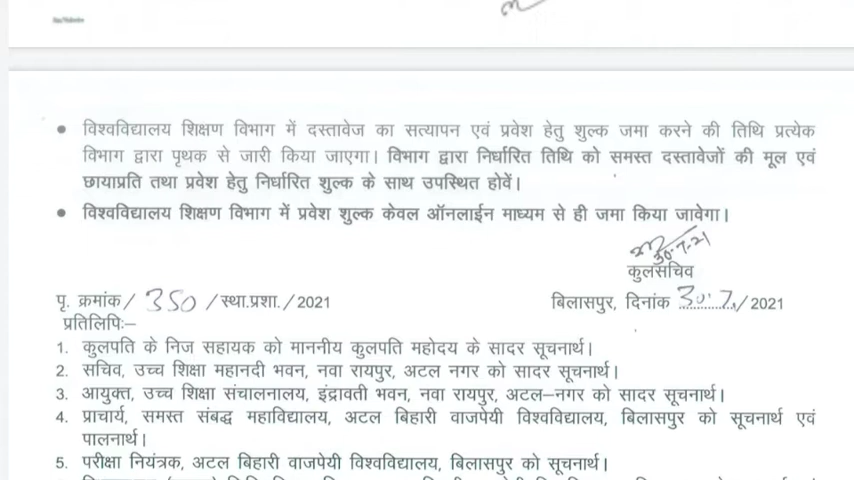 • विश्वविद्यालय शिक्षण विभाग में दस्तावेज का सत्यापन एवं प्रवेश हेतु शुल्क जमा करने की तिथि प्रत्येक
विभाग द्वारा पृथक से जारी किया जाएगा। विभाग द्वारा निर्धारित तिथि को समस्त दस्तावेजों की मूल एवं
छायाप्रति तथा प्रवेश हेतु निर्धारित शुल्क के साथ उपस्थित होवें।
• विश्वविद्यालय शिक्षण विभाग में प्रवेश शुल्क केवल ऑनलाईन माध्यम से ही जमा किया जावेगा।
30-7-21
कुलसचिव
पृ. क्रमांक/ 350 /स्था.प्रशा./2021 बिलासपुर, दिनांक 30.7./2021
प्रतिलिपिः–
1. कुलपति के निज सहायक को माननीय कुलपति महोदय के सादर सूचनार्थ।
2. सचिव, उच्च शिक्षा महानदी भवन, नवा रायपुर, अटल नगर को सादर सूचनार्थ।
3. आयुक्त, उच्च शिक्षा संचालनालय, इंद्रावती भवन, नवा रायपुर, अटल–नगर को सादर सूचनार्थ।
4. प्राचार्य, समस्त संबद्ध महाविद्यालय, अटल बिहारी वाजपेयी विश्वविद्यालय, बिलासपुर को सूचनार्थ एवं
पालनार्थ।
5. परीक्षा नियंत्रक, अटल बिहारी वाजपेयी विश्वविद्यालय, बिलासपुर को सूचनार्थ।